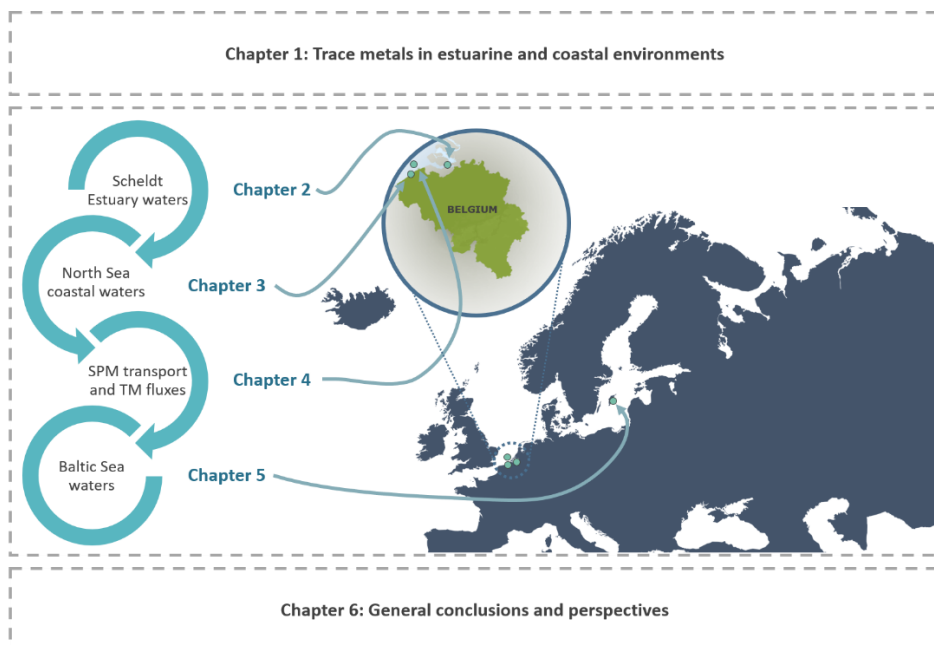 Chapter 1: Trace metals in estuarine and coastal environments
Scheldt
Estuary waters
Chapter 2
BELGIUM
North Sea
coastal waters
Chapter 3
SPM transport
and TM fluxes
Chapter 4
Baltic Sea
waters
Chapter 5
Chapter 6: General conclusions and perspectives